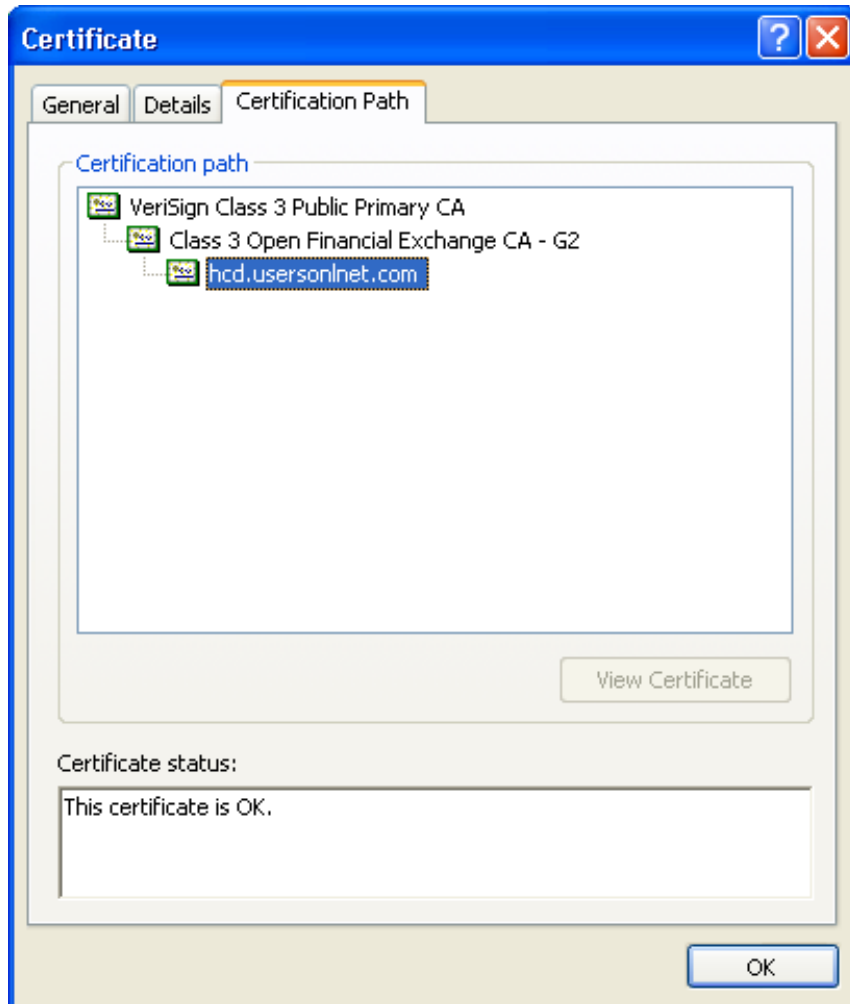 Certificate
General Details Certification Path
Certification path
VeriSign Class 3 Public Primary CA
Class 3 Open Financial Exchange CA - G2
hcd.usersonlnet.com
View Certificate
Certificate status:
This certificate is OK.
OK